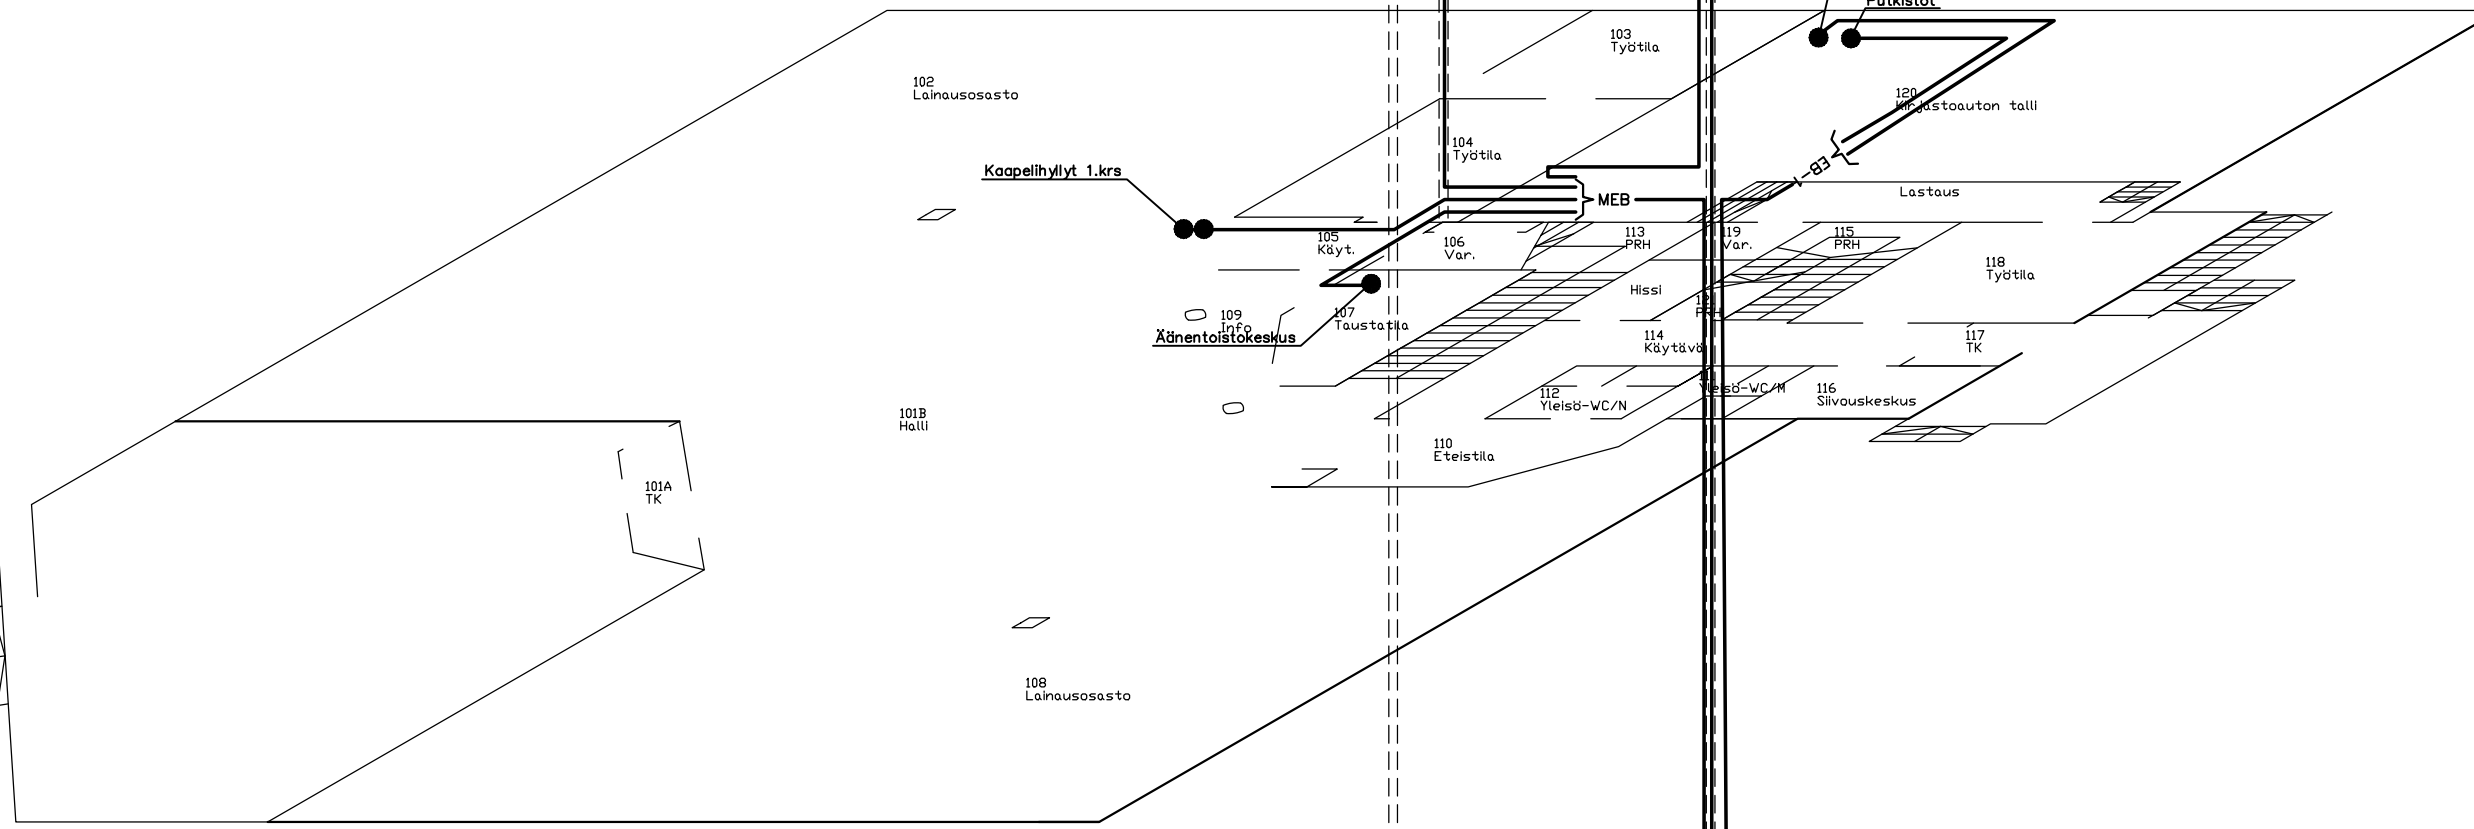 Putkistot
103
Työtila
102
Lainausosasto
120
Kirjastoauton talli
104
Työtila
Kaapelihyllyt 1.krs
EB-1
Lastaus
MEB
105
Käyt.
106
Var.
113
PRH
119
Var.
115
PRH
118
Työtila
Hissi
PRH
109
Info
107
Taustatila
Äänentoistokeskus
114
Käytävä
117
TK
112
Yleisö-WC/N
Yleisö-WC/M
116
Siivouskeskus
101B
Halli
110
Eteistila
101A
TK
108
Lainausosasto